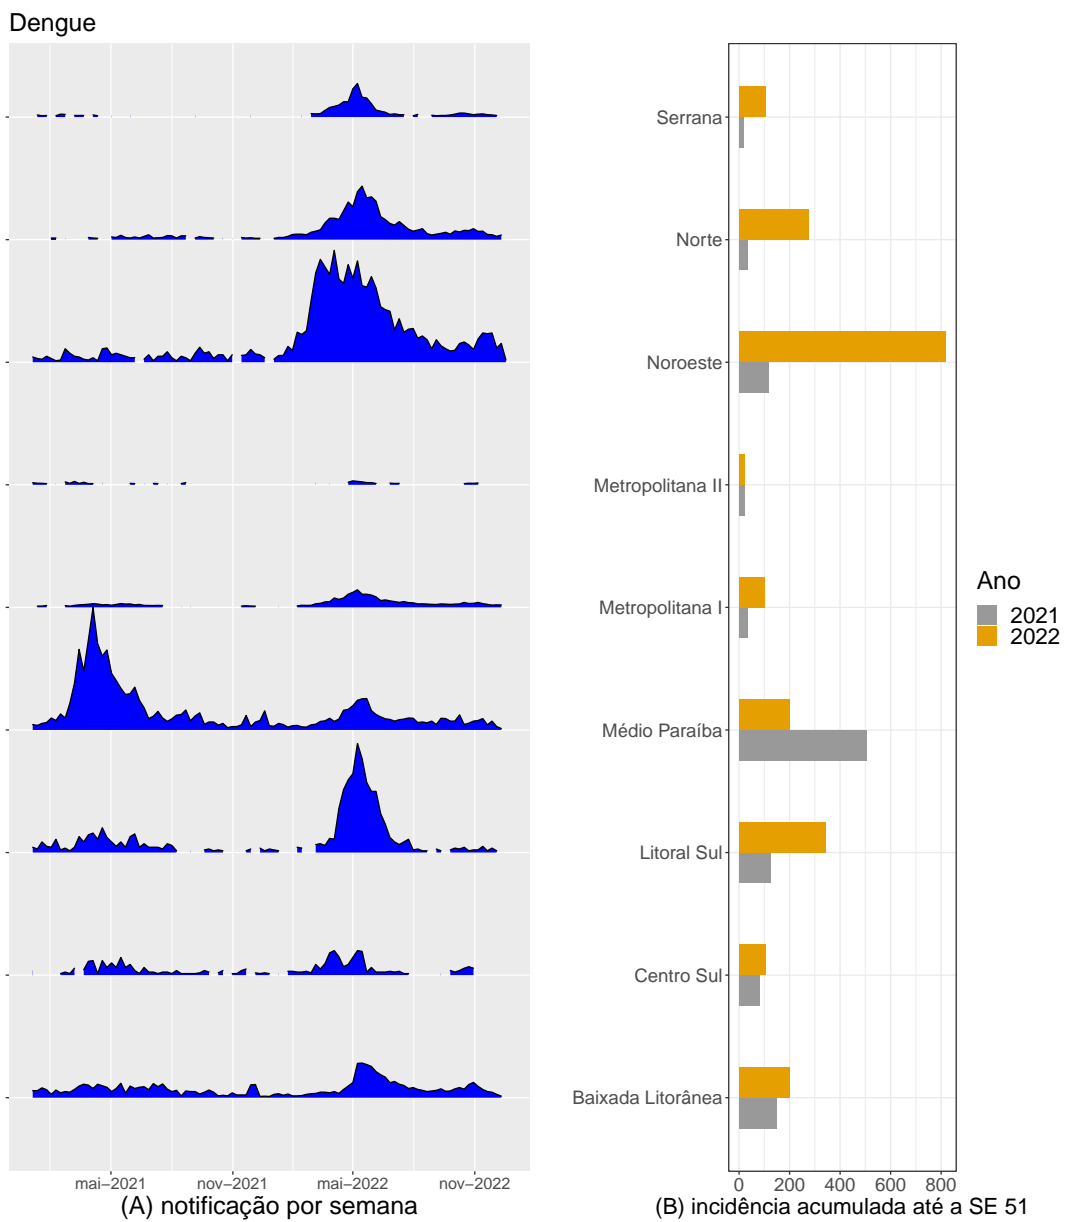 Dengue
Serrana
Norte
Noroeste
Metropolitana II
Metropolitana I
Médio Paraíba
Litoral Sul
Centro Sul
Baixada Litorânea
Ano
2021
2022
mai−2021 nov−2021 mai−2022 nov−2022
0 200 400 600 800
(A) notificação por semana
(B) incidência acumulada até a SE 51